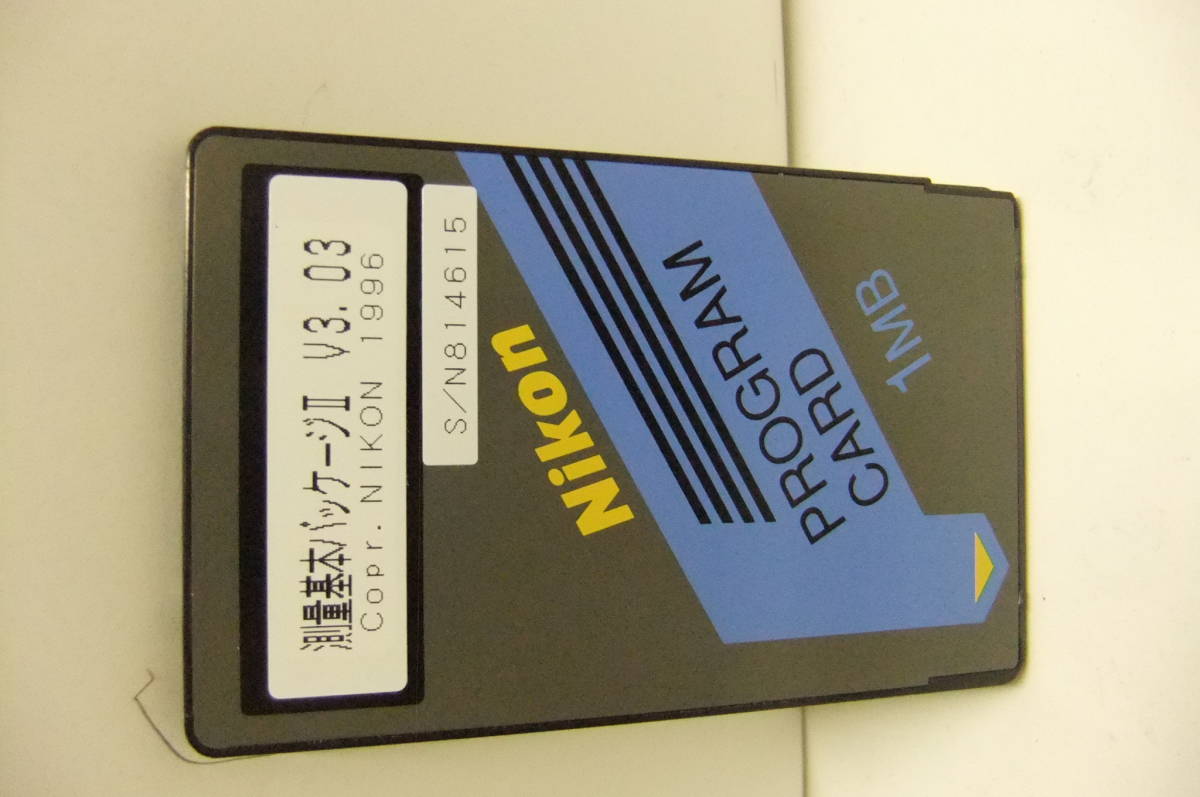 測量基本パッケージⅡ V3.03
Copr.NIKON 1996
S/N814615
Nikon
PROGRAM
CARD
1MB